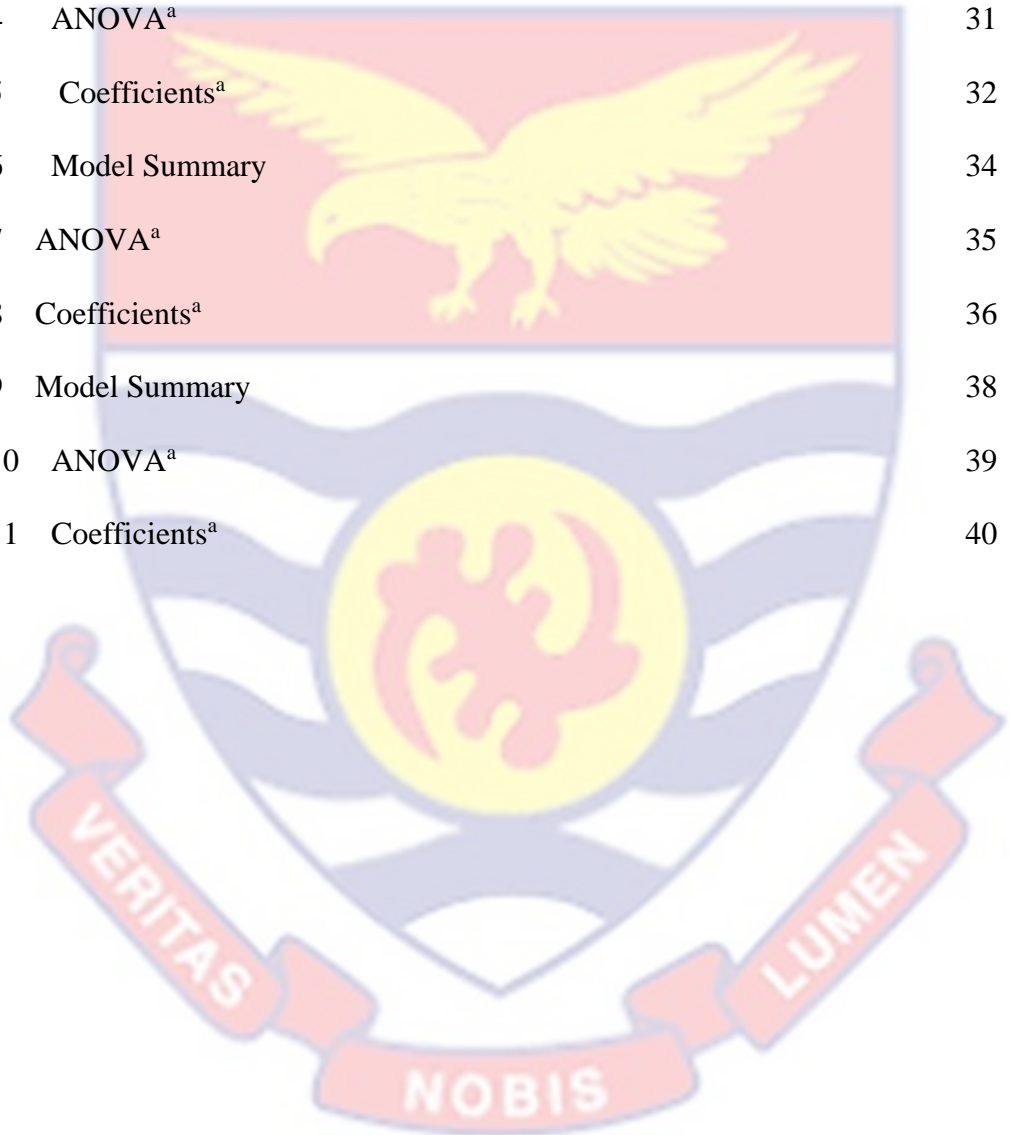 ANOVAᵃ 31
Coefficientsᵃ 32
Model Summary 34
ANOVAᵃ 35
Coefficientsᵃ 36
Model Summary 38
0 ANOVAᵃ 39
1 Coefficientsᵃ 40
VERITAS
NOBIS
LUMEN